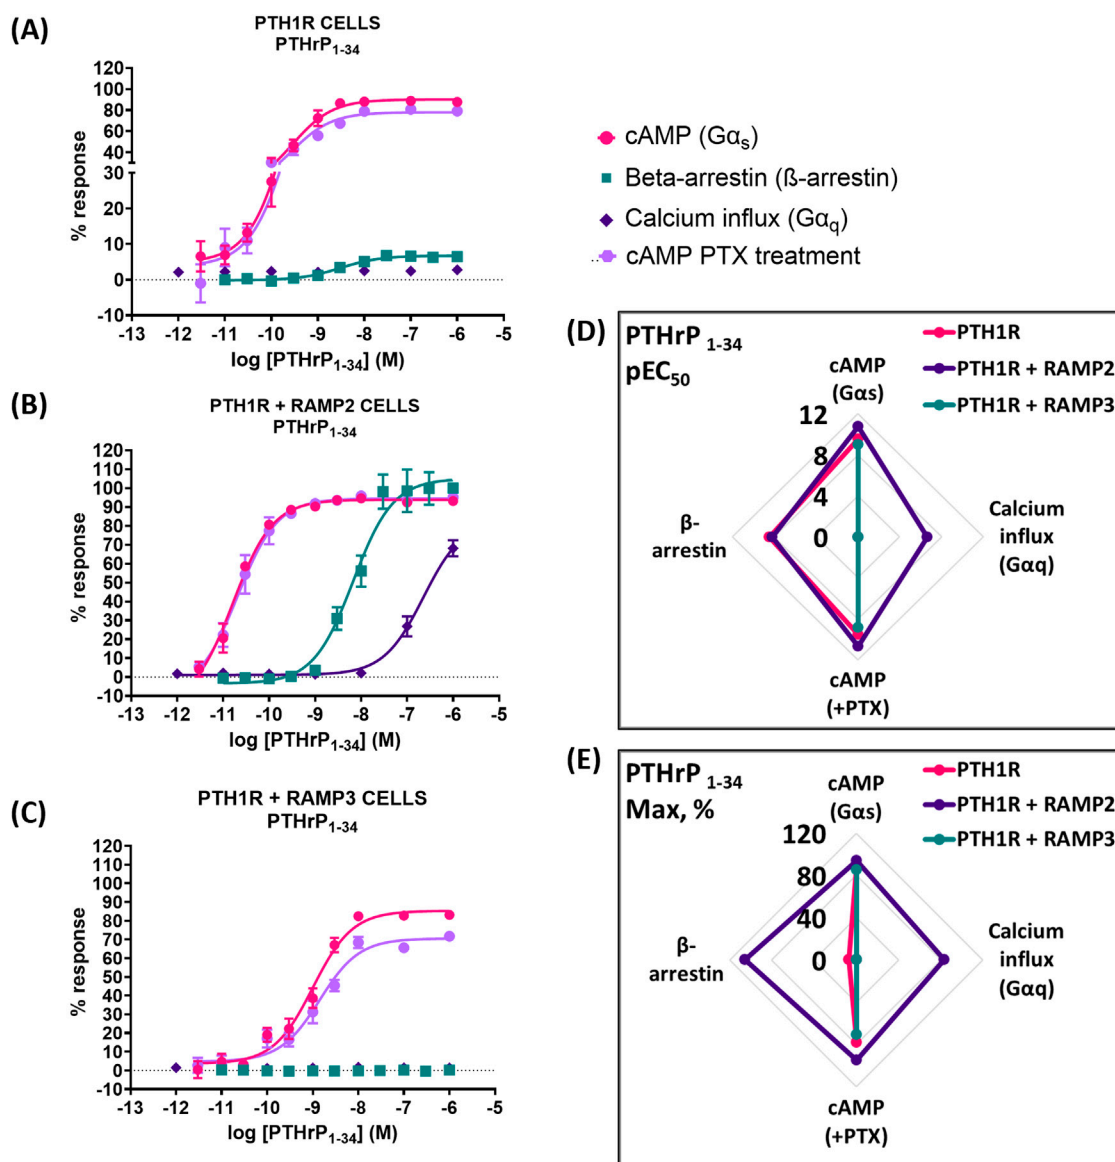 (A)
PTH1R CELLS
PTHrP1-34
120
100
80
60
40
30
20
10
0
-10
% response
-13 -12 -11 -10 -9 -8 -7 -6 -5
log [PTHrP1-34] (M)
cAMP (Gαs)
Beta-arrestin (ß-arrestin)
Calcium influx (Gαq)
cAMP PTX treatment
(B)
PTH1R + RAMP2 CELLS
PTHrP1-34
120
110
100
90
80
70
60
50
40
30
20
10
0
-10
% response
-13 -12 -11 -10 -9 -8 -7 -6 -5
log [PTHrP1-34] (M)
(C)
PTH1R + RAMP3 CELLS
PTHrP1-34
120
110
100
90
80
70
60
50
40
30
20
10
0
-10
% response
-13 -12 -11 -10 -9 -8 -7 -6 -5
log [PTHrP1-34] (M)
(D)
PTHrP 1-34
pEC50
PTH1R
PTH1R + RAMP2
PTH1R + RAMP3
cAMP
(Gαs)
12
8
4
0
β-
arrestin
Calcium
influx
(Gαq)
cAMP
(+PTX)
(E)
PTHrP 1-34
Max, %
PTH1R
PTH1R + RAMP2
PTH1R + RAMP3
cAMP
(Gαs)
120
80
40
0
β-
arrestin
Calcium
influx
(Gαq)
cAMP
(+PTX)